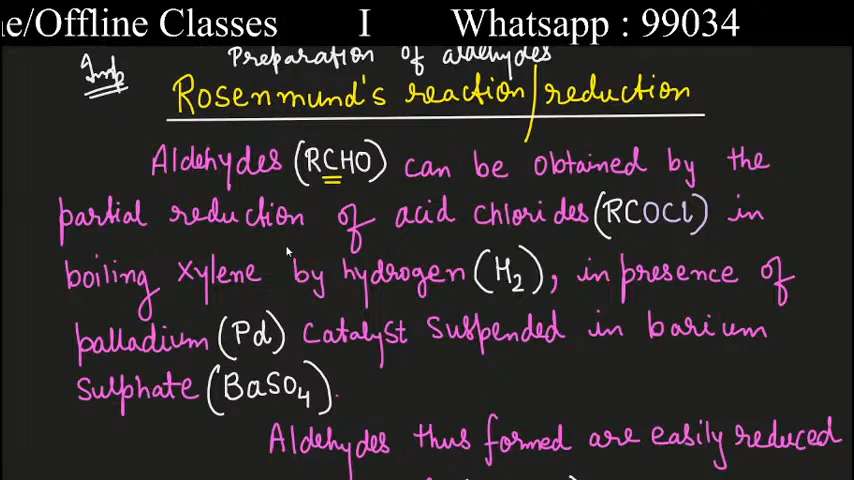 e/Offline Classes I Whatsapp : 99034
Preparation of aldehydes
Imp
Rosenmund's reaction/reduction
Aldehydes (RCHO) can be obtained by the
partial reduction of acid chlorides (RCOCl) in
boiling xylene by hydrogen (H2), in presence of
palladium (Pd) catalyst suspended in barium
sulphate (BaSO4).
Aldehydes thus formed are easily reduced